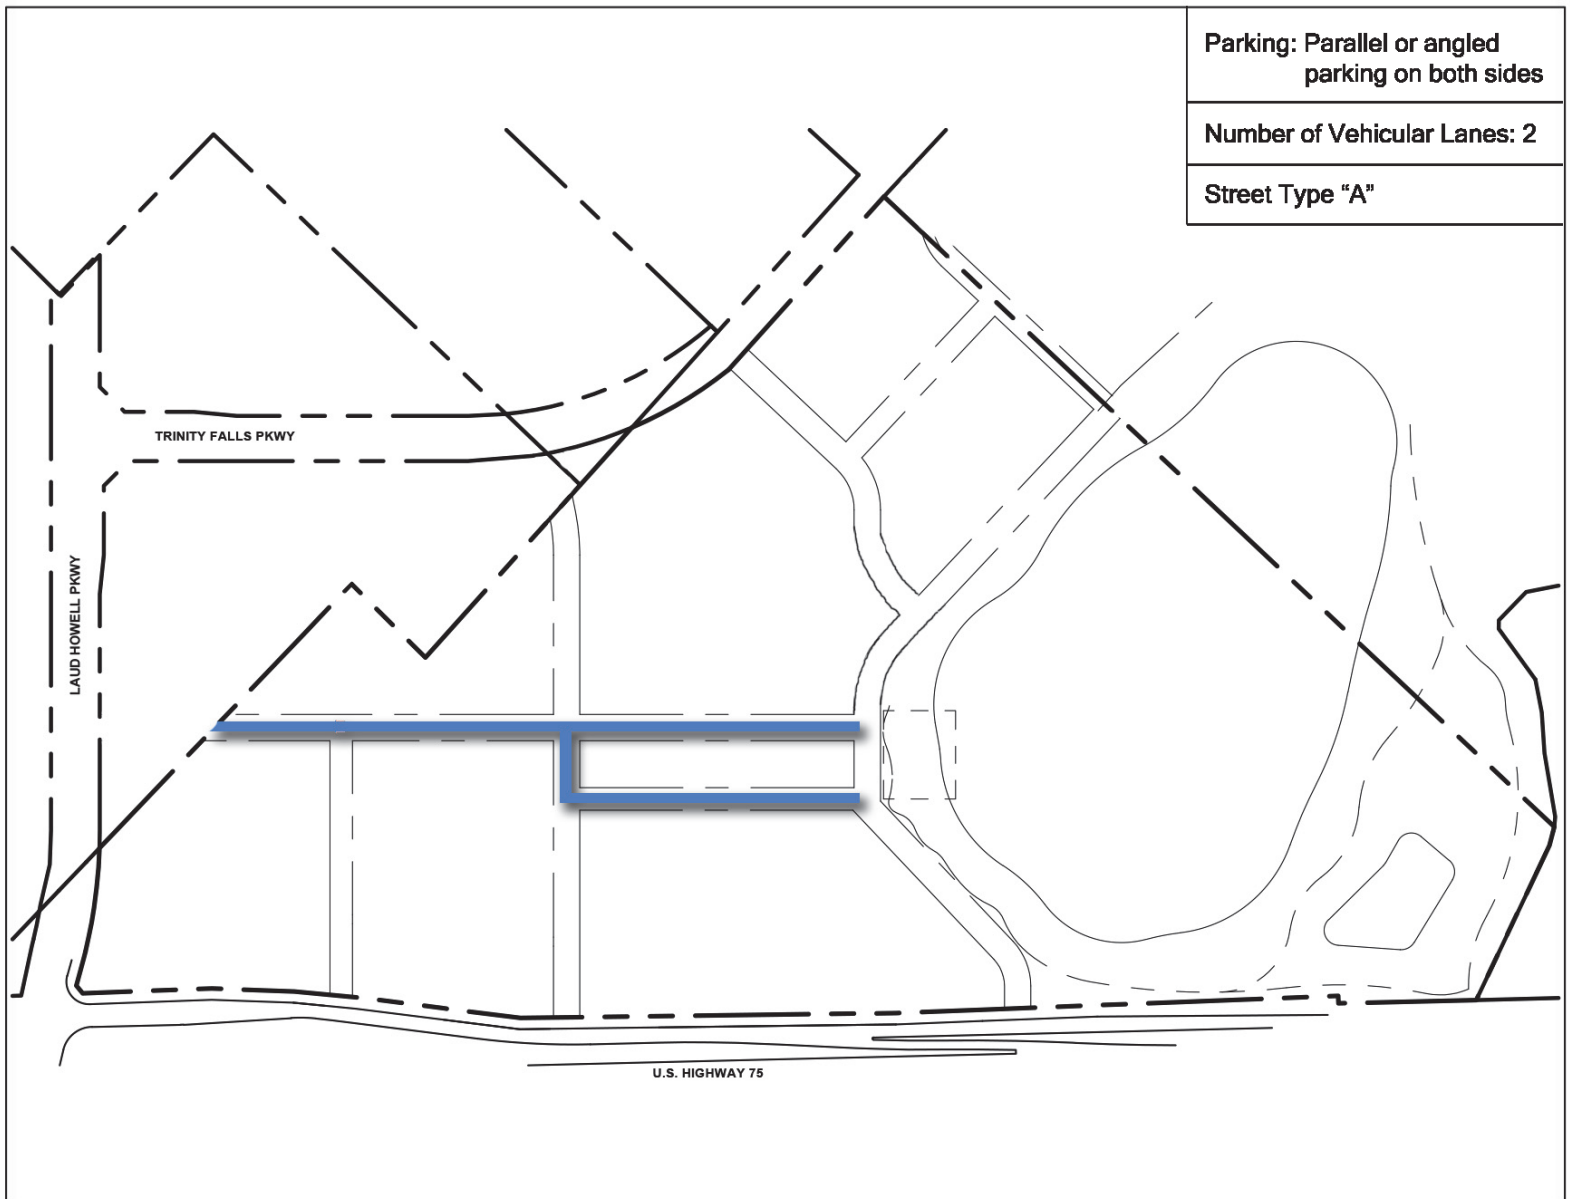 Parking: Parallel or angled
parking on both sides
Number of Vehicular Lanes: 2
Street Type “A”
TRINITY FALLS PKWY
LAUD HOWELL PKWY
U.S. HIGHWAY 75